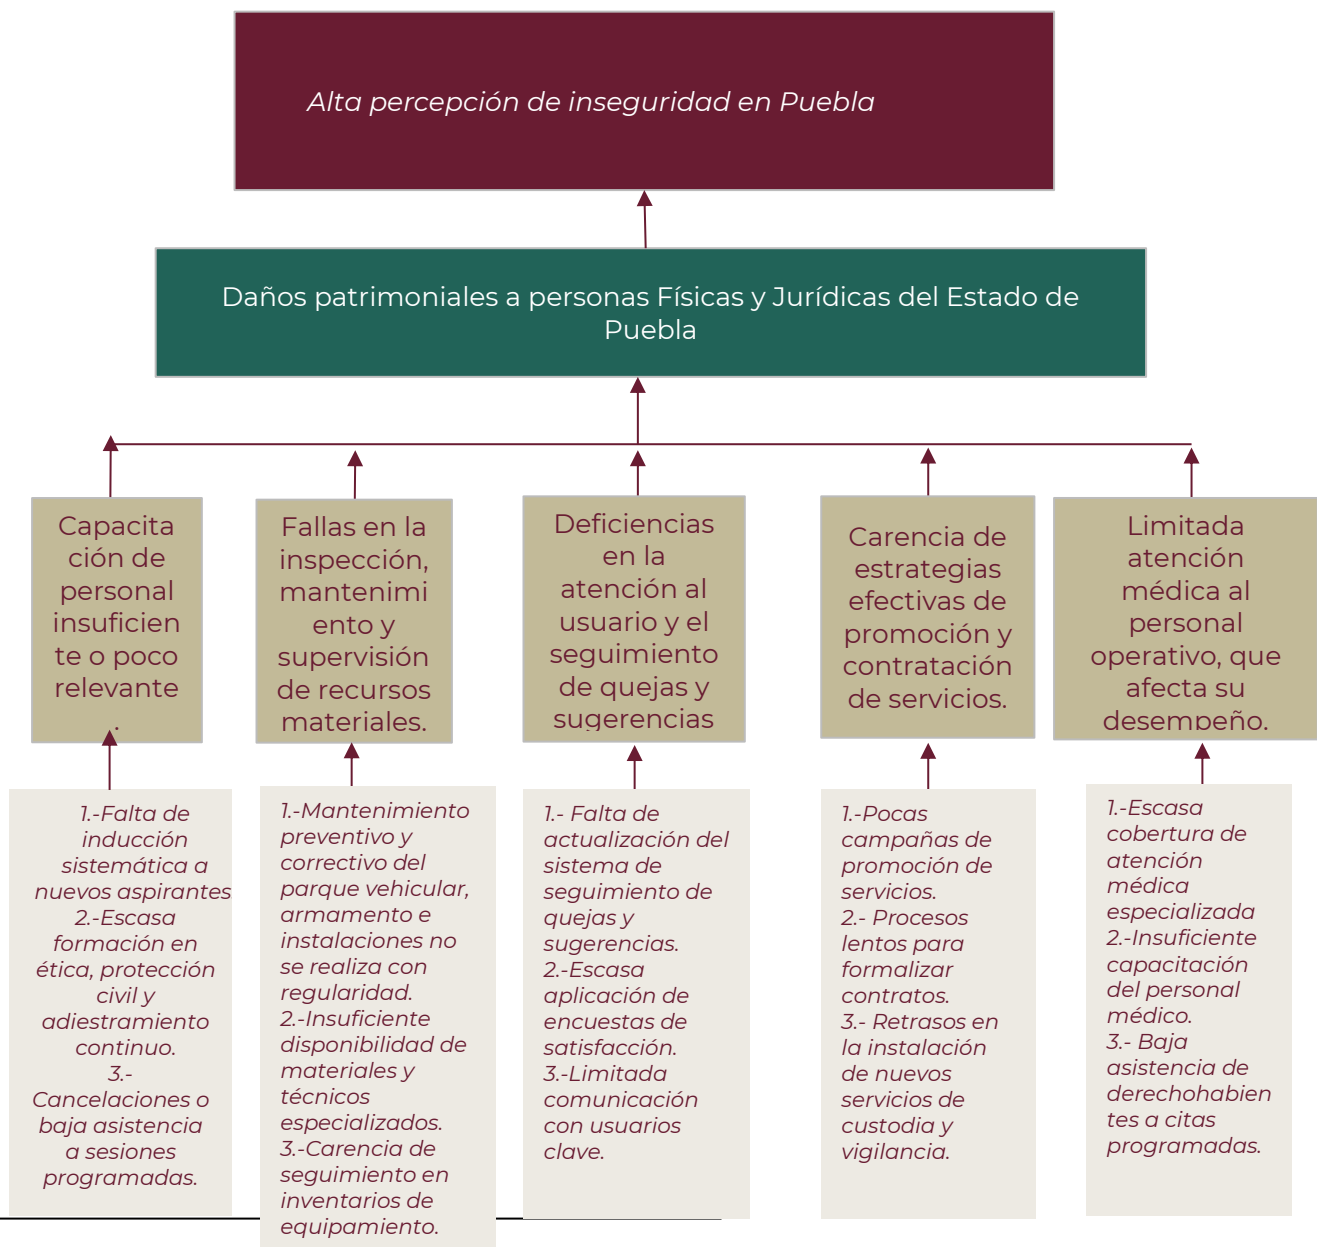 Alta percepción de inseguridad en Puebla
Daños patrimoniales a personas Físicas y Jurídicas del Estado de
Puebla
Capacita
ción de
personal
insuficien
te o poco
relevante
.
Fallas en la
inspección,
mantenimi
ento y
supervisión
de recursos
materiales.
Deficiencias
en la
atención al
usuario y el
seguimiento
de quejas y
sugerencias
Carencia de
estrategias
efectivas de
promoción y
contratación
de servicios.
Limitada
atención
médica al
personal
operativo, que
afecta su
desempeño.
1.-Falta de
inducción
sistemática a
nuevos aspirantes
2.-Escasa
formación en
ética, protección
civil y
adiestramiento
continuo.
3.-
Cancelaciones o
baja asistencia
a sesiones
programadas.
1.-Mantenimiento
preventivo y
correctivo del
parque vehicular,
armamento e
instalaciones no
se realiza con
regularidad.
2.-Insuficiente
disponibilidad de
materiales y
técnicos
especializados.
3.-Carencia de
seguimiento en
inventarios de
equipamiento.
1.- Falta de
actualización del
sistema de
seguimiento de
quejas y
sugerencias.
2.-Escasa
aplicación de
encuestas de
satisfacción.
3.-Limitada
comunicación
con usuarios
clave.
1.-Pocas
campañas de
promoción de
servicios.
2.- Procesos
lentos para
formalizar
contratos.
3.- Retrasos en
la instalación
de nuevos
servicios de
custodia y
vigilancia.
1.-Escasa
cobertura de
atención
médica
especializada
2.-Insuficiente
capacitación
del personal
médico.
3.- Baja
asistencia de
derechohabien
tes a citas
programadas.